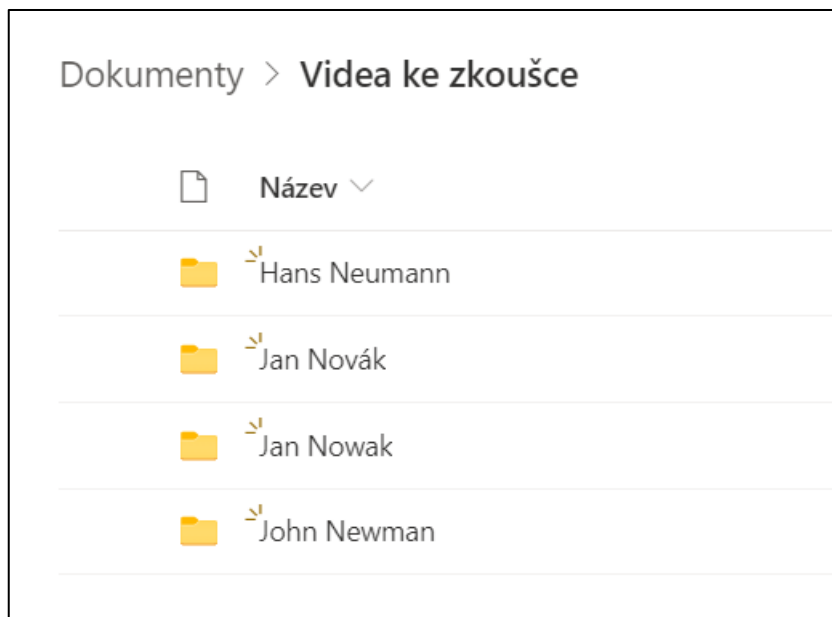 Dokumenty > Videa ke zkoušce
Název
Hans Neumann
Jan Novák
Jan Nowak
John Newman